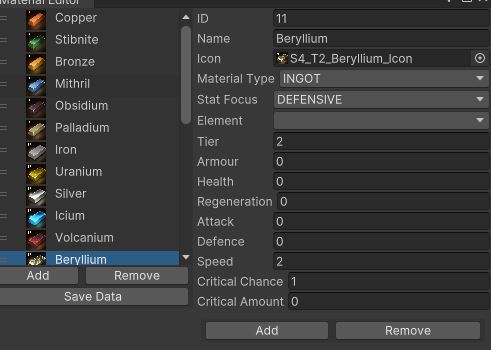 Material Editor
Copper
Stibnite
Bronze
Mithril
Obsidium
Palladium
Iron
Uranium
Silver
Icium
Volcanium
Beryllium
Add
Remove
Save Data
ID 11
Name Beryllium
Icon S4_T2_Beryllium_Icon
Material Type INGOT
Stat Focus DEFENSIVE
Element
Tier 2
Armour 0
Health 0
Regeneration 0
Attack 0
Defence 0
Speed 2
Critical Chance 1
Critical Amount 0
Add
Remove